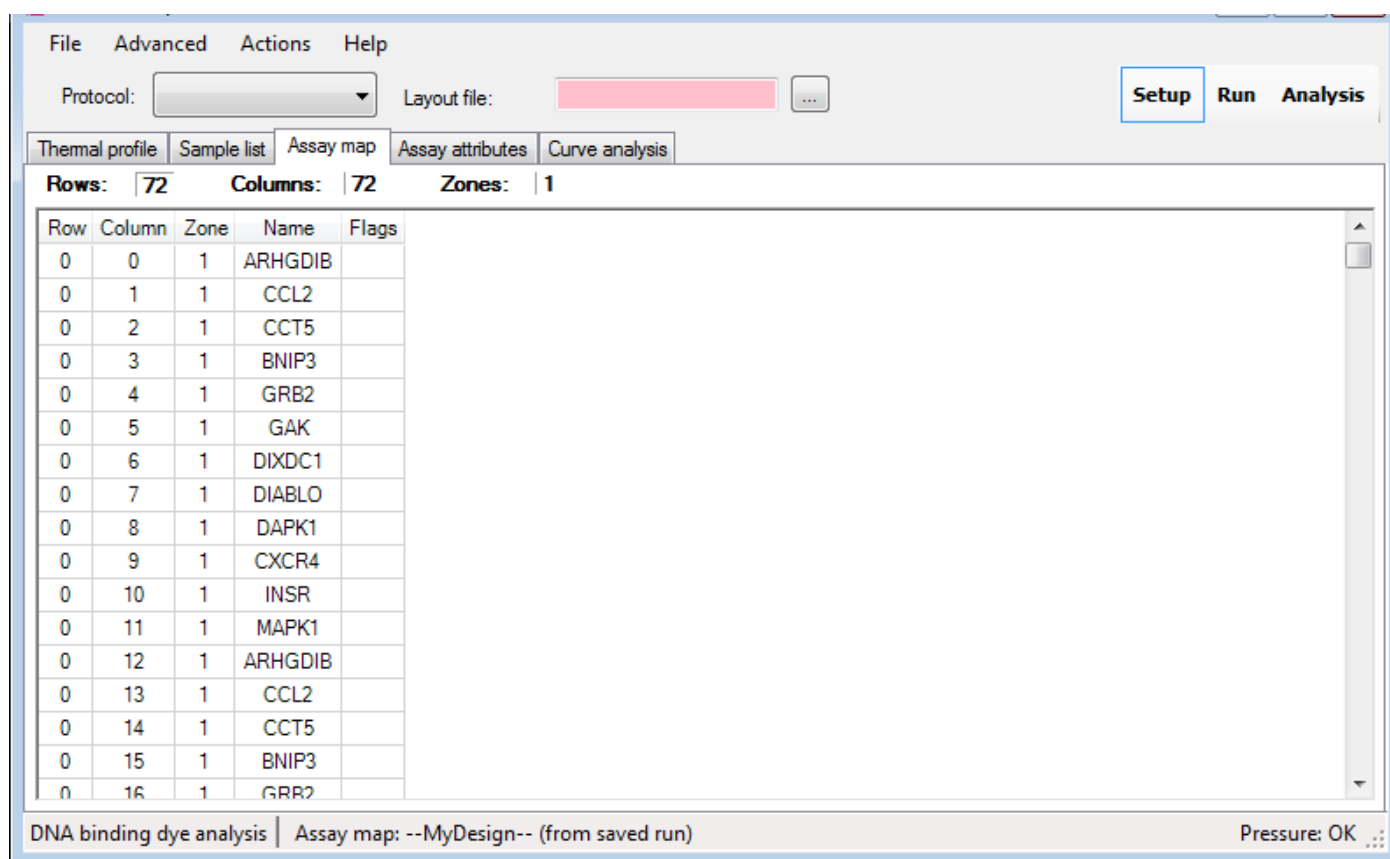 File Advanced Actions Help
Protocol: Layout file: ... Setup Run Analysis
Thermal profile Sample list Assay map Assay attributes Curve analysis
Rows: 72 Columns: 72 Zones: 1
Row Column Zone Name Flags
0 0 1 ARHGDIB
0 1 1 CCL2
0 2 1 CCT5
0 3 1 BNIP3
0 4 1 GRB2
0 5 1 GAK
0 6 1 DIXDC1
0 7 1 DIABLO
0 8 1 DAPK1
0 9 1 CXCR4
0 10 1 INSR
0 11 1 MAPK1
0 12 1 ARHGDIB
0 13 1 CCL2
0 14 1 CCT5
0 15 1 BNIP3
0 16 1 GRB2
DNA binding dye analysis Assay map: --MyDesign-- (from saved run) Pressure: OK